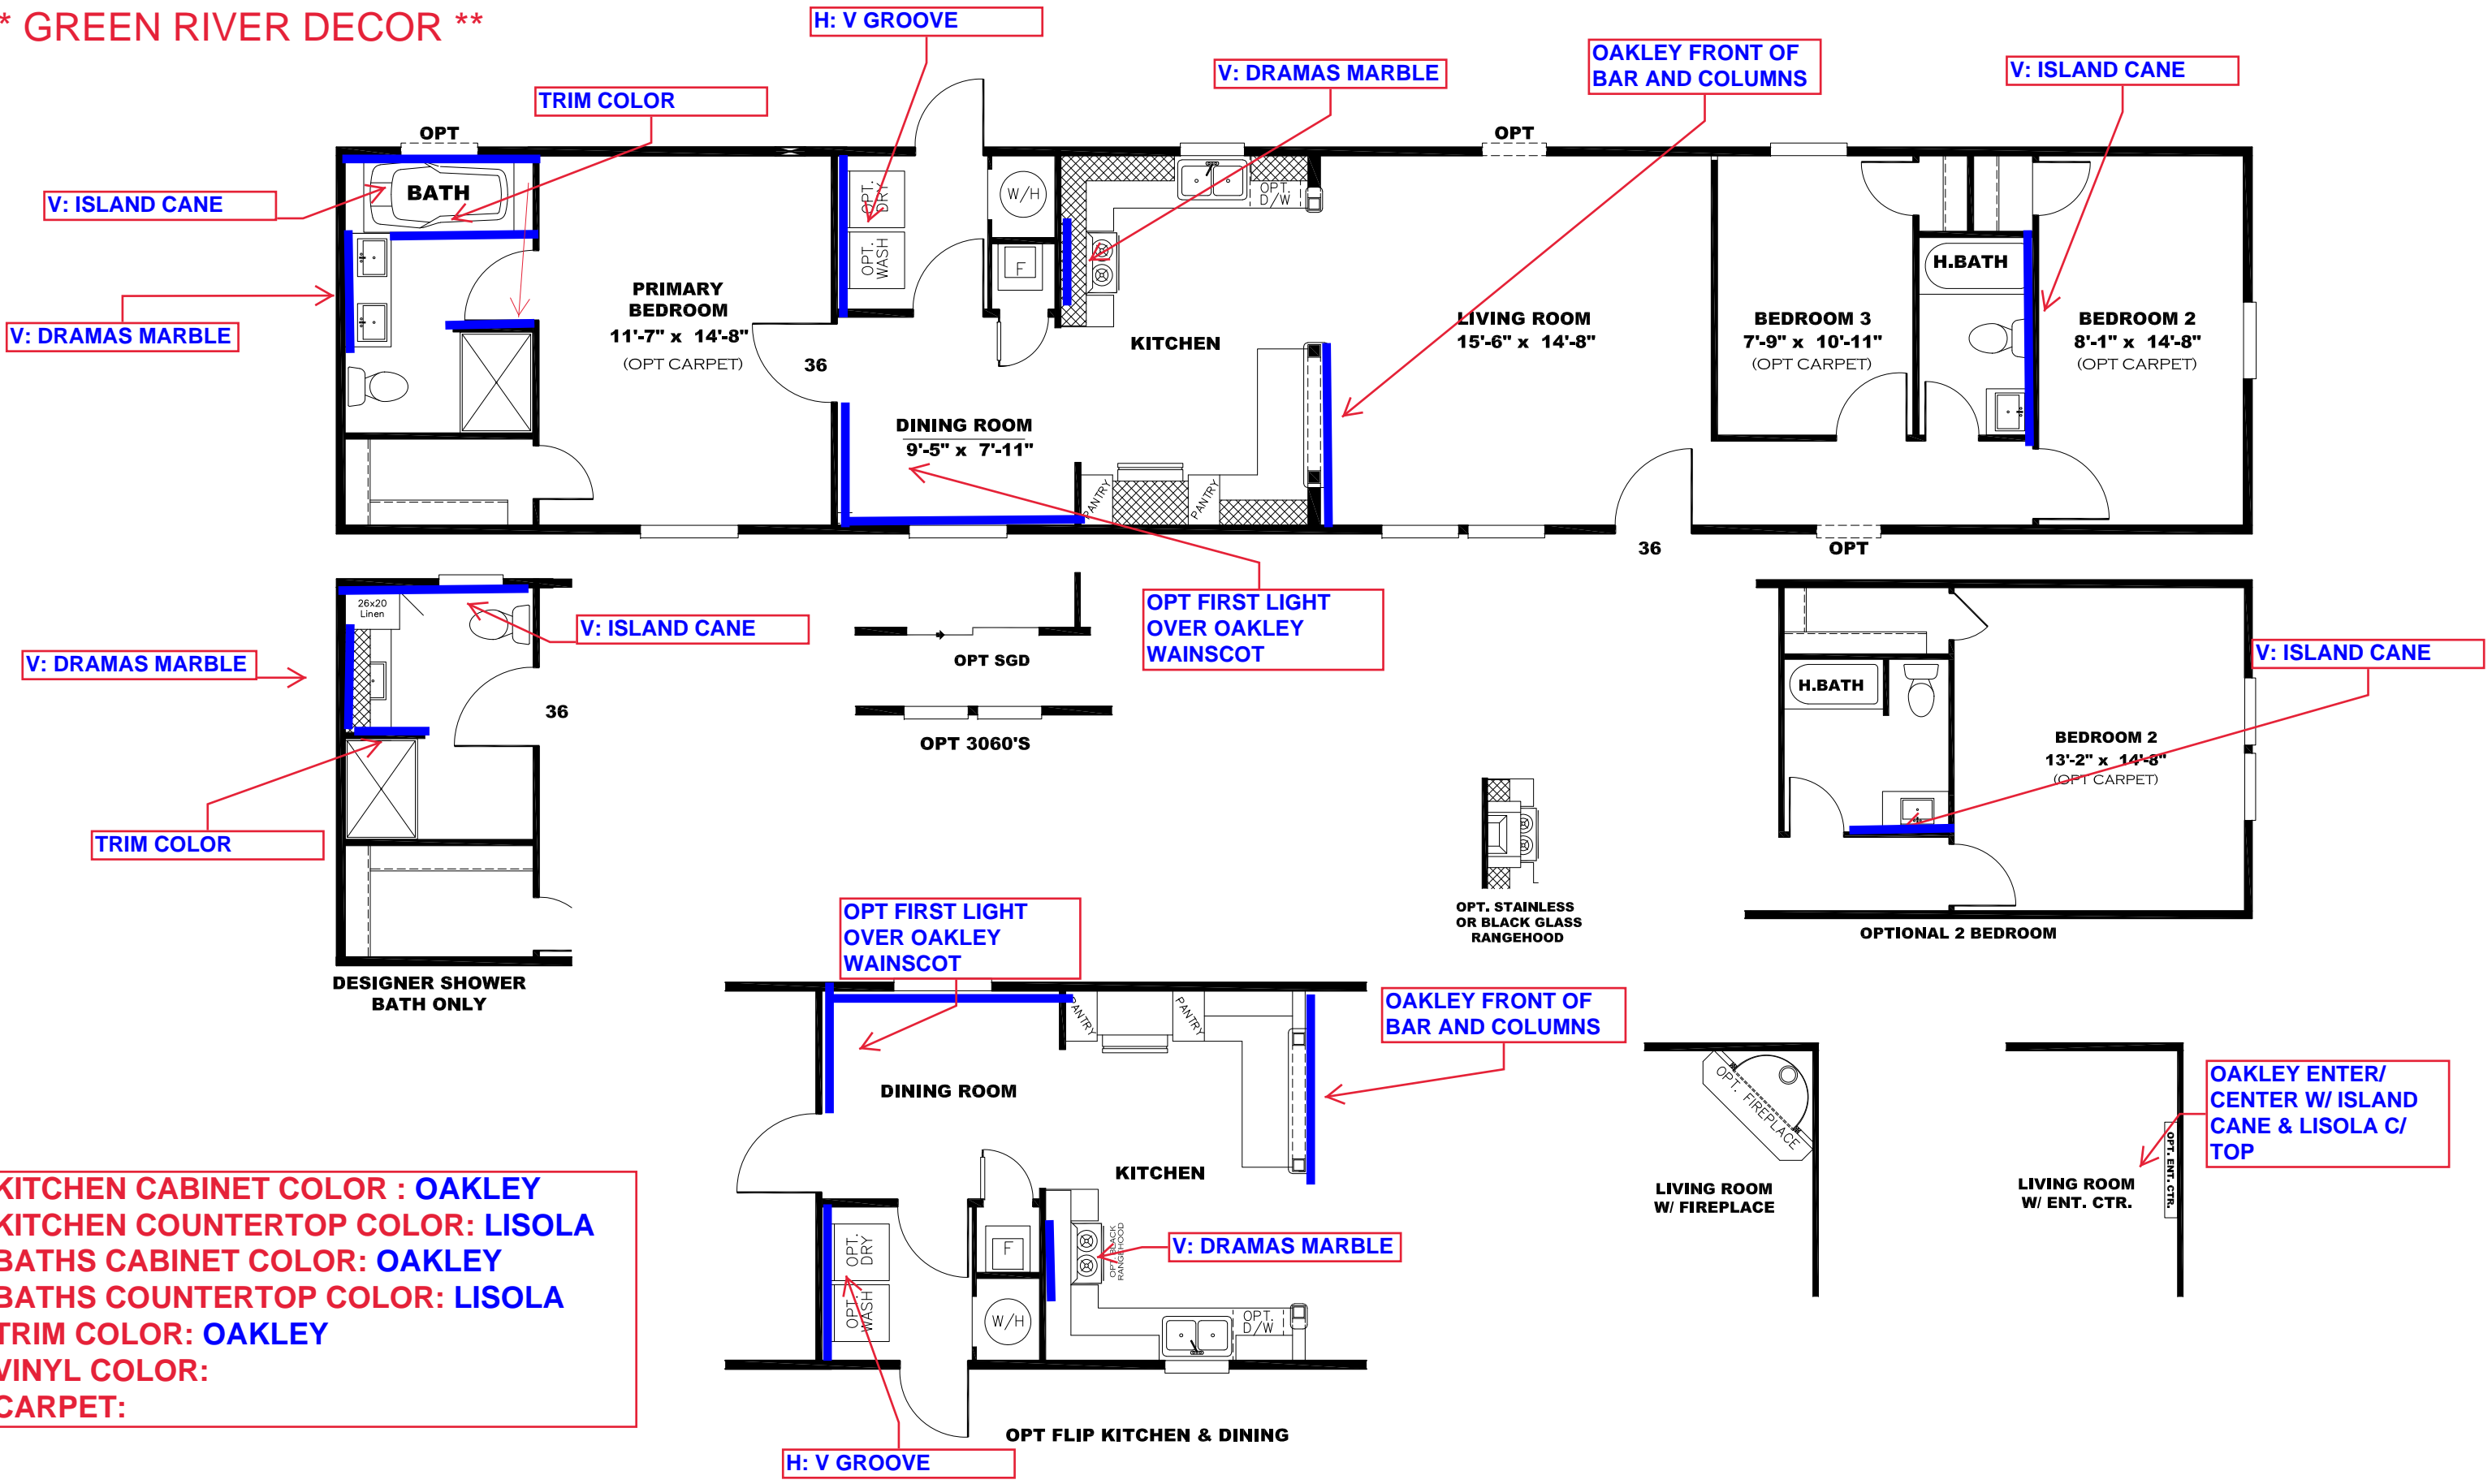 * GREEN RIVER DECOR **
H: V GROOVE
OAKLEY FRONT OF
BAR AND COLUMNS
V: DRAMAS MARBLE
V: ISLAND CANE
TRIM COLOR
OPT
OPT
V: ISLAND CANE
BATH
OPT.
DRY
OPT.
WASH
W/H
F
OPT.
D/W
H.BATH
V: DRAMAS MARBLE
PRIMARY
BEDROOM
11'-7" x 14'-8"
(OPT CARPET)
36
KITCHEN
LIVING ROOM
15'-6" x 14'-8"
BEDROOM 3
7'-9" x 10'-11"
(OPT CARPET)
BEDROOM 2
8'-1" x 14'-8"
(OPT CARPET)
DINING ROOM
9'-5" x 7'-11"
PANTRY
PANTRY
36
OPT
26x20
Linen
V: ISLAND CANE
V: DRAMAS MARBLE
36
TRIM COLOR
DESIGNER SHOWER
BATH ONLY
OPT SGD
OPT 3060'S
OPT FIRST LIGHT
OVER OAKLEY
WAINSCOT
V: ISLAND CANE
H.BATH
BEDROOM 2
13'-2" x 14'-8"
(OPT CARPET)
OPTIONAL 2 BEDROOM
OPT. STAINLESS
OR BLACK GLASS
RANGEHOOD
OPT FIRST LIGHT
OVER OAKLEY
WAINSCOT
OAKLEY FRONT OF
BAR AND COLUMNS
PANTRY
PANTRY
DINING ROOM
KITCHEN
OPT.
DRY
OPT.
WASH
F
W/H
OPT. BLACK
RANGEHOOD
V: DRAMAS MARBLE
OPT.
D/W
OPT FLIP KITCHEN & DINING
H: V GROOVE
OPT. FIREPLACE
LIVING ROOM
W/ FIREPLACE
OPT. ENT. CTR.
LIVING ROOM
W/ ENT. CTR.
OAKLEY ENTER/
CENTER W/ ISLAND
CANE & LISOLA C/
TOP
KITCHEN CABINET COLOR : OAKLEY
KITCHEN COUNTERTOP COLOR: LISOLA
BATHS CABINET COLOR: OAKLEY
BATHS COUNTERTOP COLOR: LISOLA
TRIM COLOR: OAKLEY
VINYL COLOR:
CARPET: